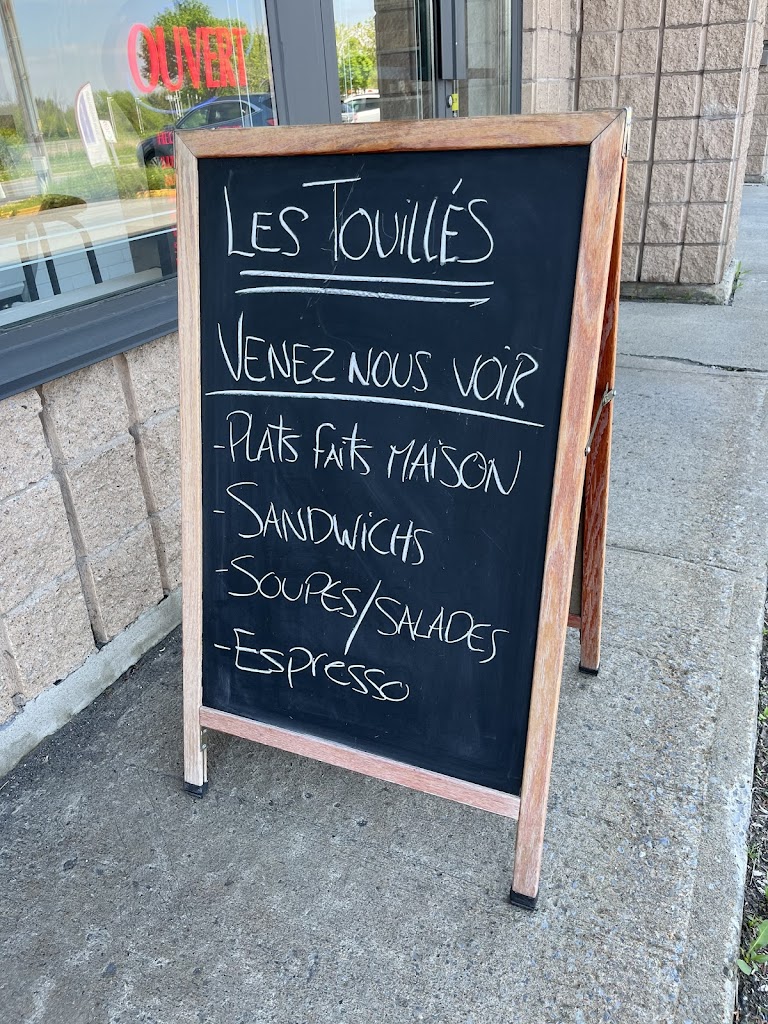 OUVERT
LES TOUILLÉS
VENEZ NOUS VOIR
- PLATS FAITS MAISON
- SANDWICHS
- SOUPES/SALADES
- Espresso